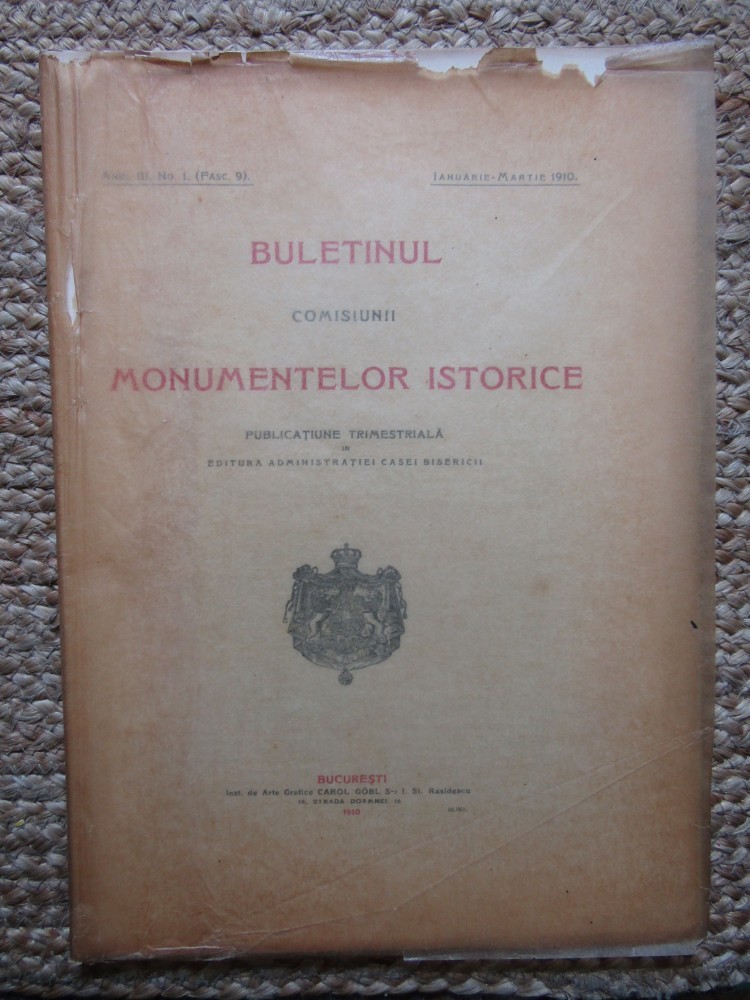 Anul III, No. 1. (Fasc. 9). Ianuarie-Martie 1910.
BULETINUL
COMISIUNII
MONUMENTELOR ISTORICE
PUBLICAȚIUNE TRIMESTRIALĂ
IN
EDITURA ADMINISTRAȚIEI CASEI BISERICII
BUCUREȘTI
Inst. de Arte Grafice CAROL GÖBL S-r I. St. Rasidescu
16, STRADA DOAMNEI, 16
1910